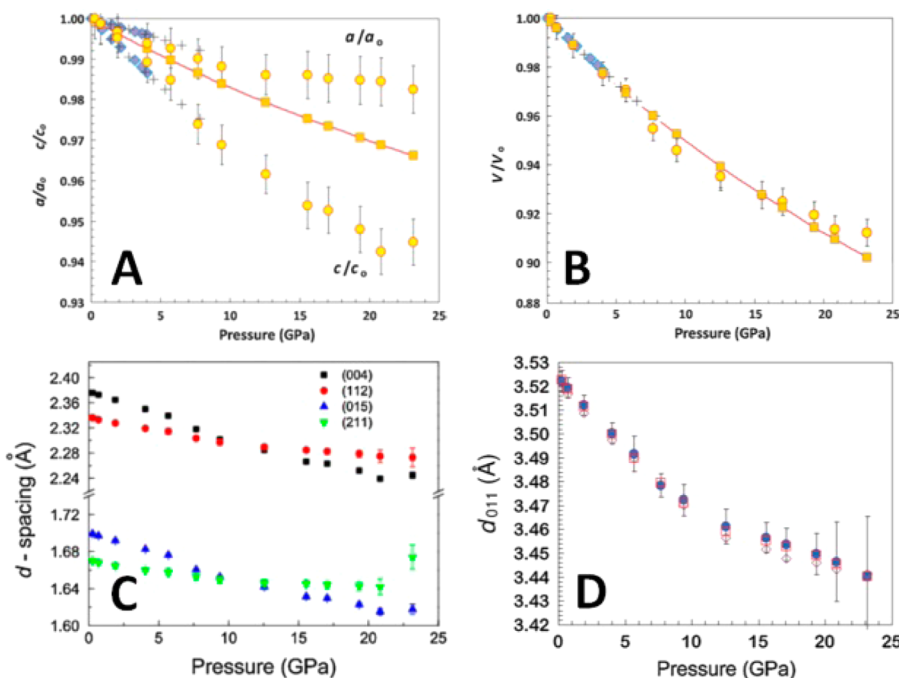 A
1.00
0.99
0.98
0.97
0.96
0.95
0.94
0.93
a/aₒ c/cₒ
a/aₒ
c/cₒ
0 5 10 15 20 25
Pressure (GPa)
B
1.00
0.98
0.96
0.94
0.92
0.90
0.88
v/vₒ
0 5 10 15 20 25
Pressure (GPa)
C
2.40
2.36
2.32
2.28
2.24
1.72
1.68
1.64
1.60
d - spacing (Å)
(004)
(112)
(015)
(211)
0 5 10 15 20 25
Pressure (GPa)
D
3.53
3.52
3.51
3.50
3.49
3.48
3.47
3.46
3.45
3.44
3.43
3.42
d₀₁₁ (Å)
0 5 10 15 20 25
Pressure (GPa)